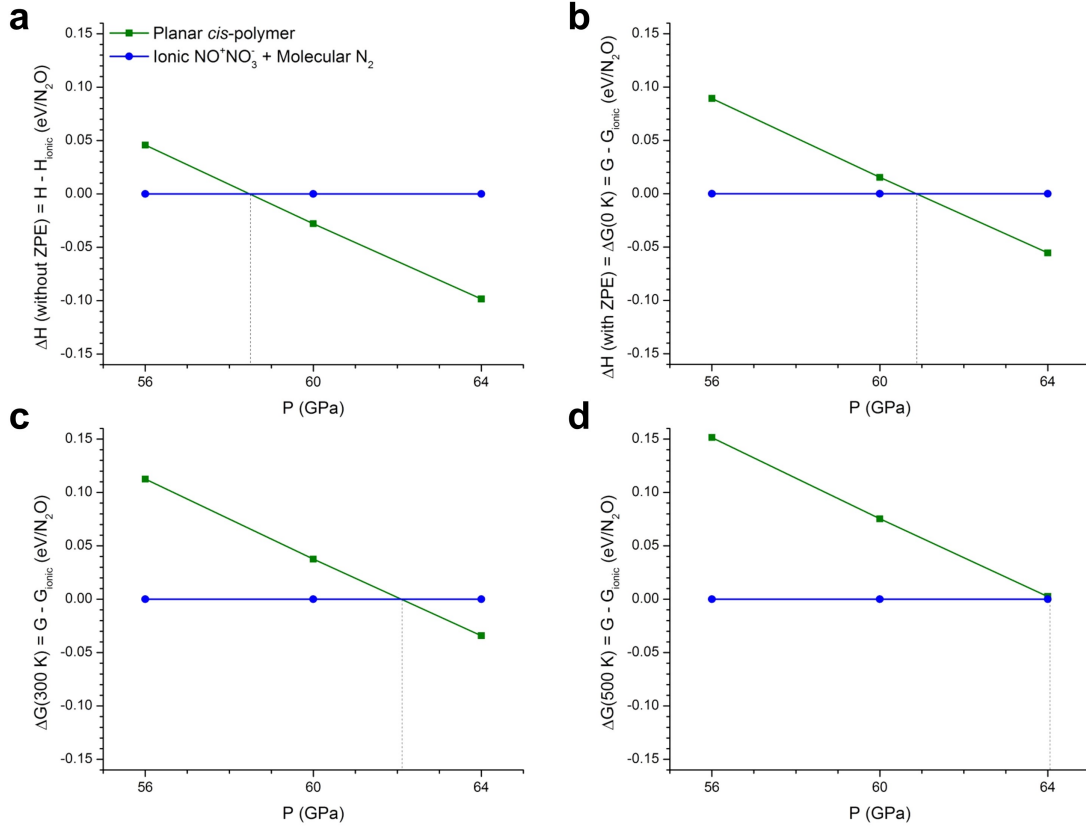 a
Planar cis-polymer
Ionic NO⁺NO₃⁻ + Molecular N₂
0.15
0.10
0.05
0.00
-0.05
-0.10
-0.15
56
60
64
P (GPa)
ΔH (without ZPE) = H - H_ionic (eV/N₂O)
b
0.15
0.10
0.05
0.00
-0.05
-0.10
-0.15
56
60
64
P (GPa)
ΔH (with ZPE) = ΔG(0 K) = G - G_ionic (eV/N₂O)
c
0.15
0.10
0.05
0.00
-0.05
-0.10
-0.15
56
60
64
P (GPa)
ΔG(300 K) = G - G_ionic (eV/N₂O)
d
0.15
0.10
0.05
0.00
-0.05
-0.10
-0.15
56
60
64
P (GPa)
ΔG(500 K) = G - G_ionic (eV/N₂O)